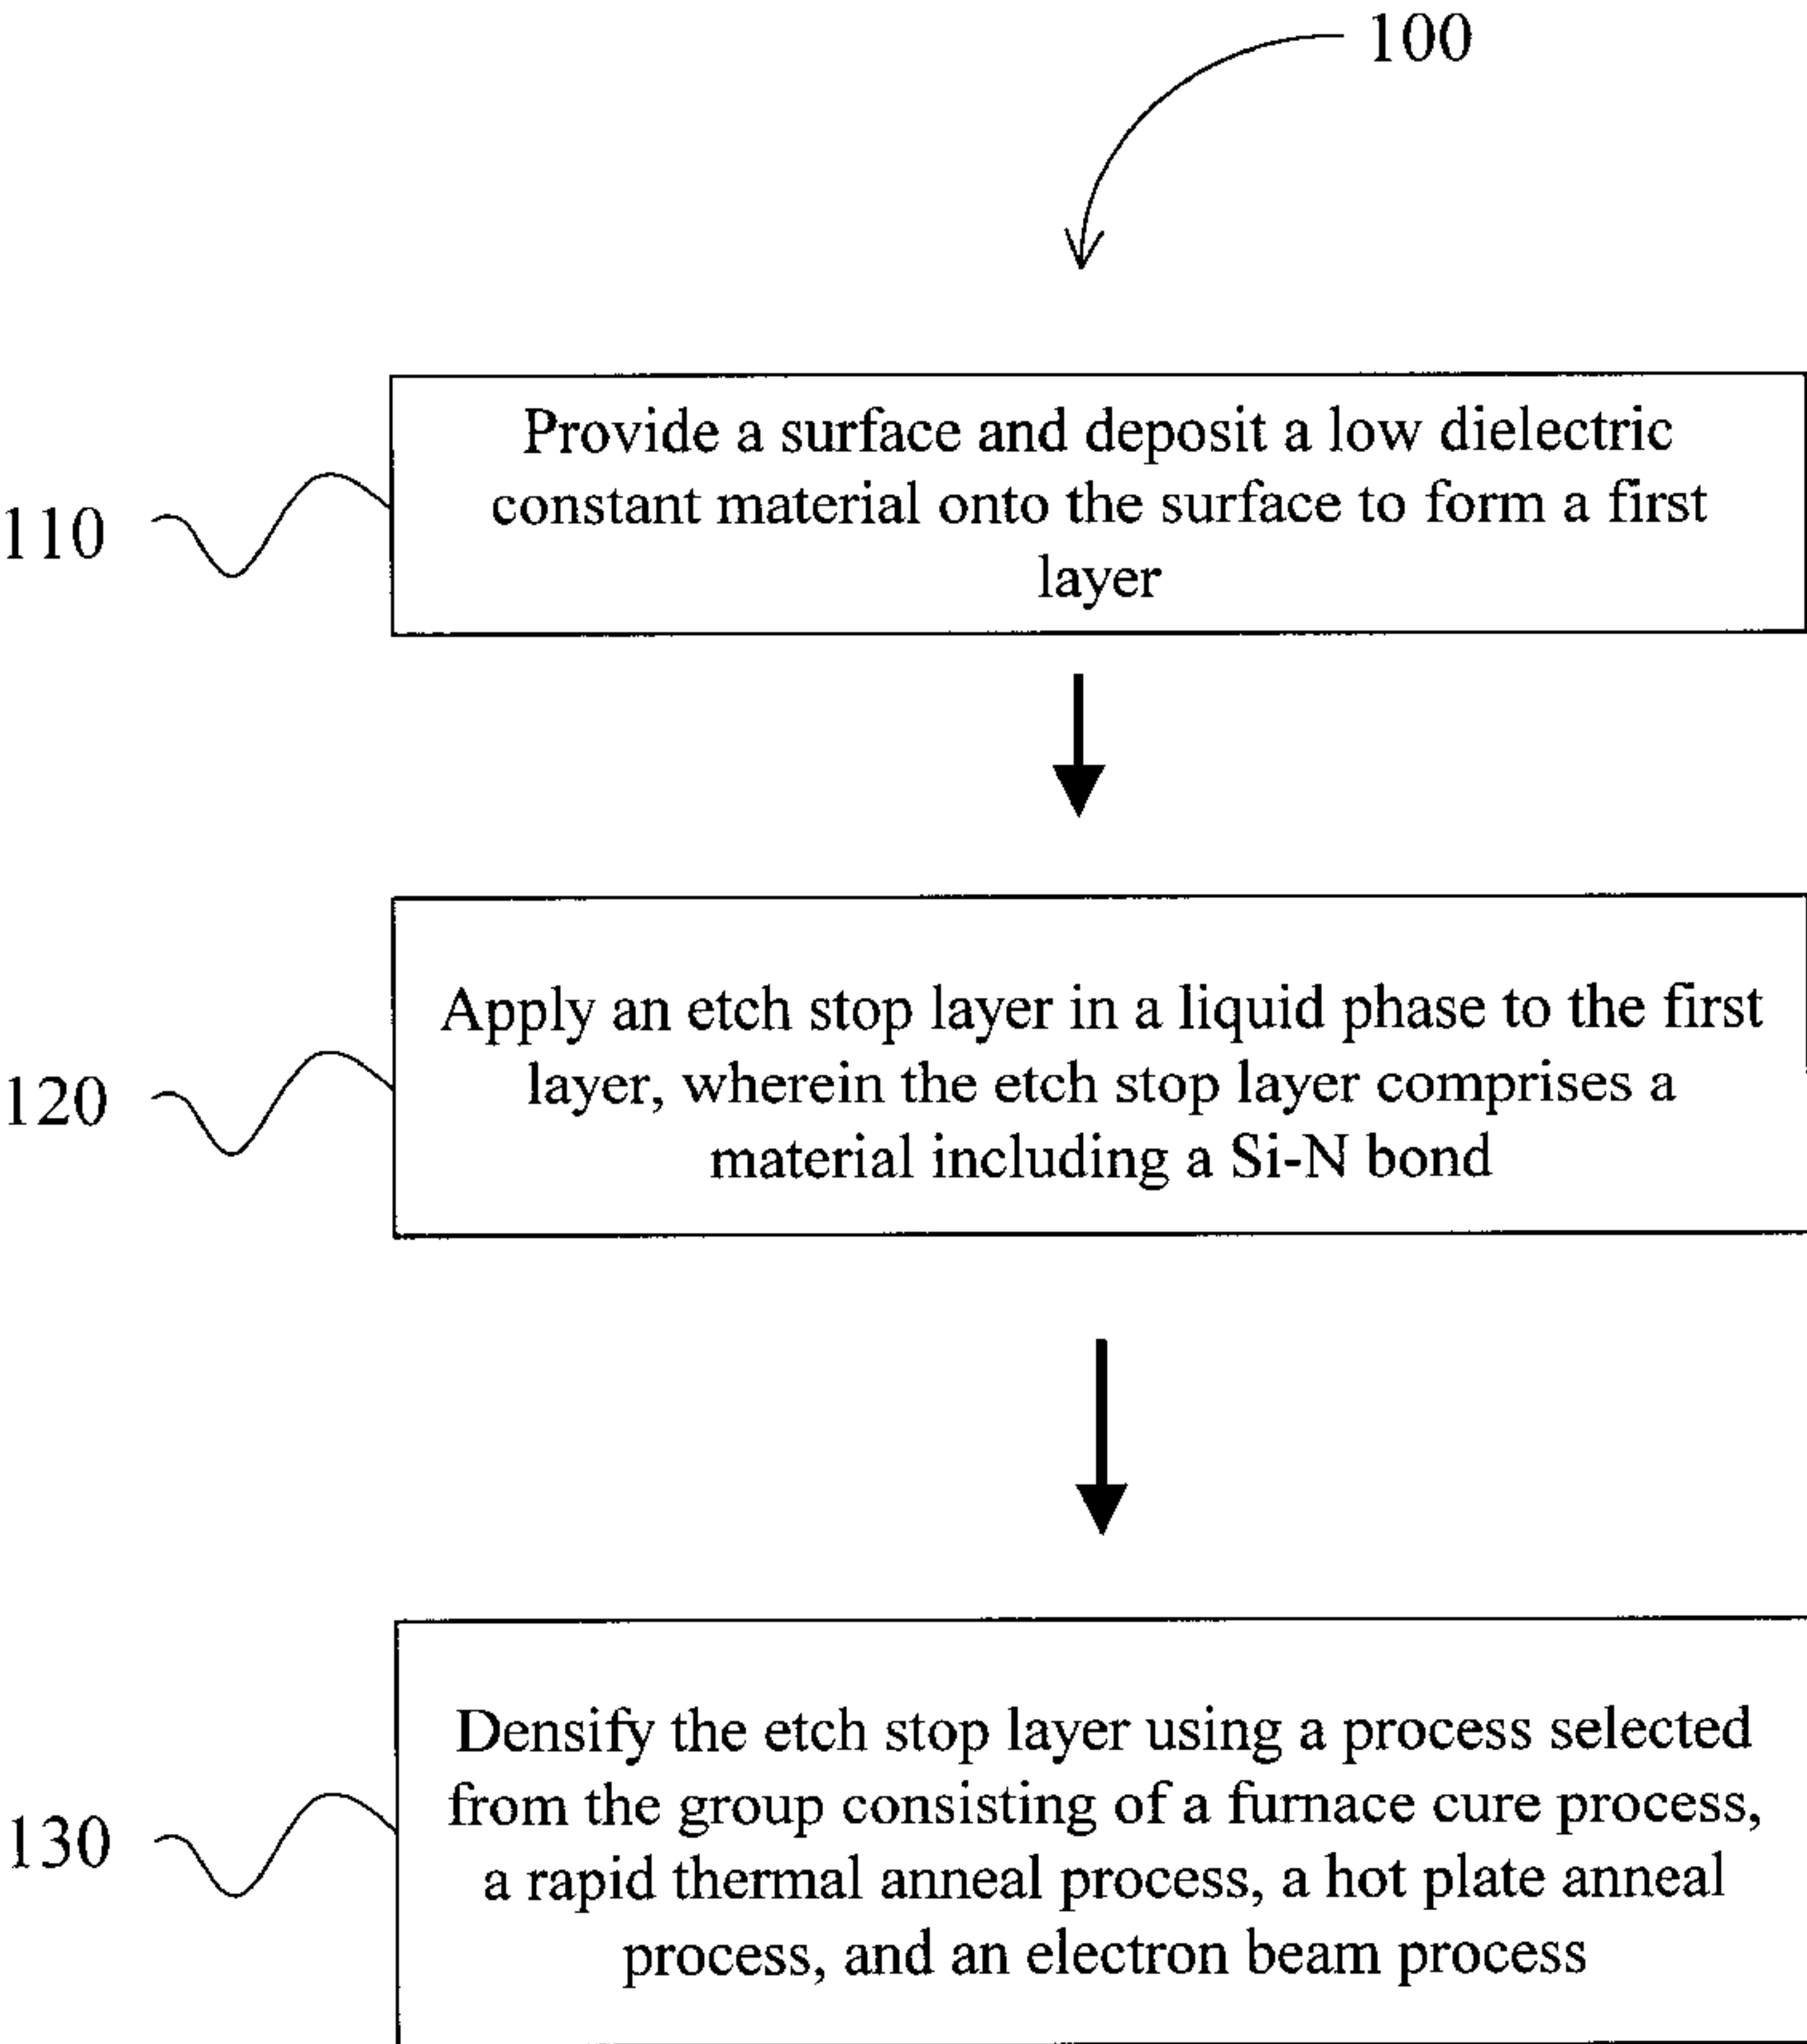 100
Provide a surface and deposit a low dielectric
constant material onto the surface to form a first
layer
110
Apply an etch stop layer in a liquid phase to the first
layer, wherein the etch stop layer comprises a
material including a Si-N bond
120
Densify the etch stop layer using a process selected
from the group consisting of a furnace cure process,
a rapid thermal anneal process, a hot plate anneal
process, and an electron beam process
130